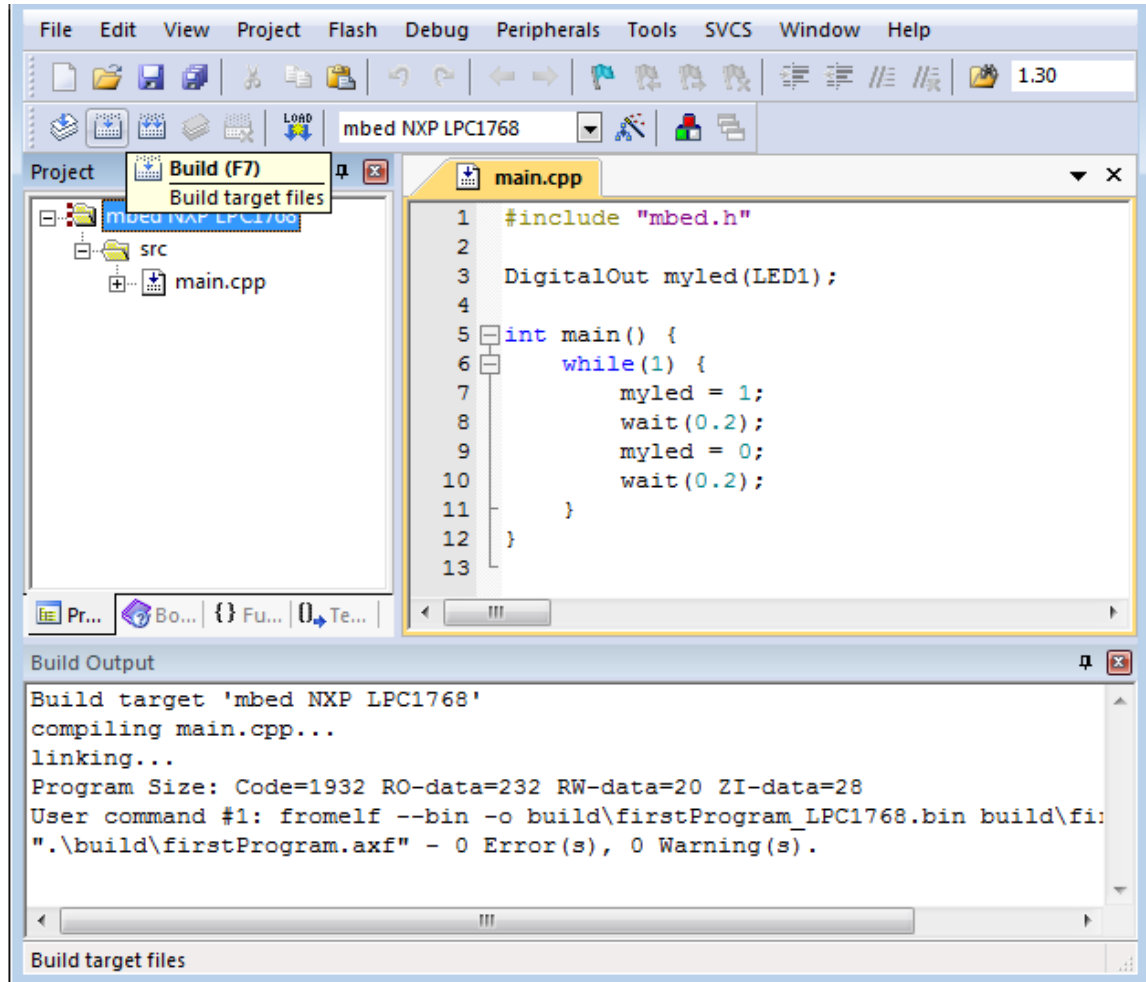 File Edit View Project Flash Debug Peripherals Tools SVCS Window Help
1.30
LOAD mbed NXP LPC1768
Project
Build (F7)
Build target files
mbed NXP LPC1768
src
main.cpp
Pr... Bo... {} Fu... 0 Te...
main.cpp
1 #include "mbed.h"
2
3 DigitalOut myled(LED1);
4
5 int main() {
6     while(1) {
7         myled = 1;
8         wait(0.2);
9         myled = 0;
10         wait(0.2);
11     }
12 }
13
Build Output
Build target 'mbed NXP LPC1768'
compiling main.cpp...
linking...
Program Size: Code=1932 RO-data=232 RW-data=20 ZI-data=28
User command #1: fromelf --bin -o build\firstProgram_LPC1768.bin build\fi
".\build\firstProgram.axf" - 0 Error(s), 0 Warning(s).
Build target files